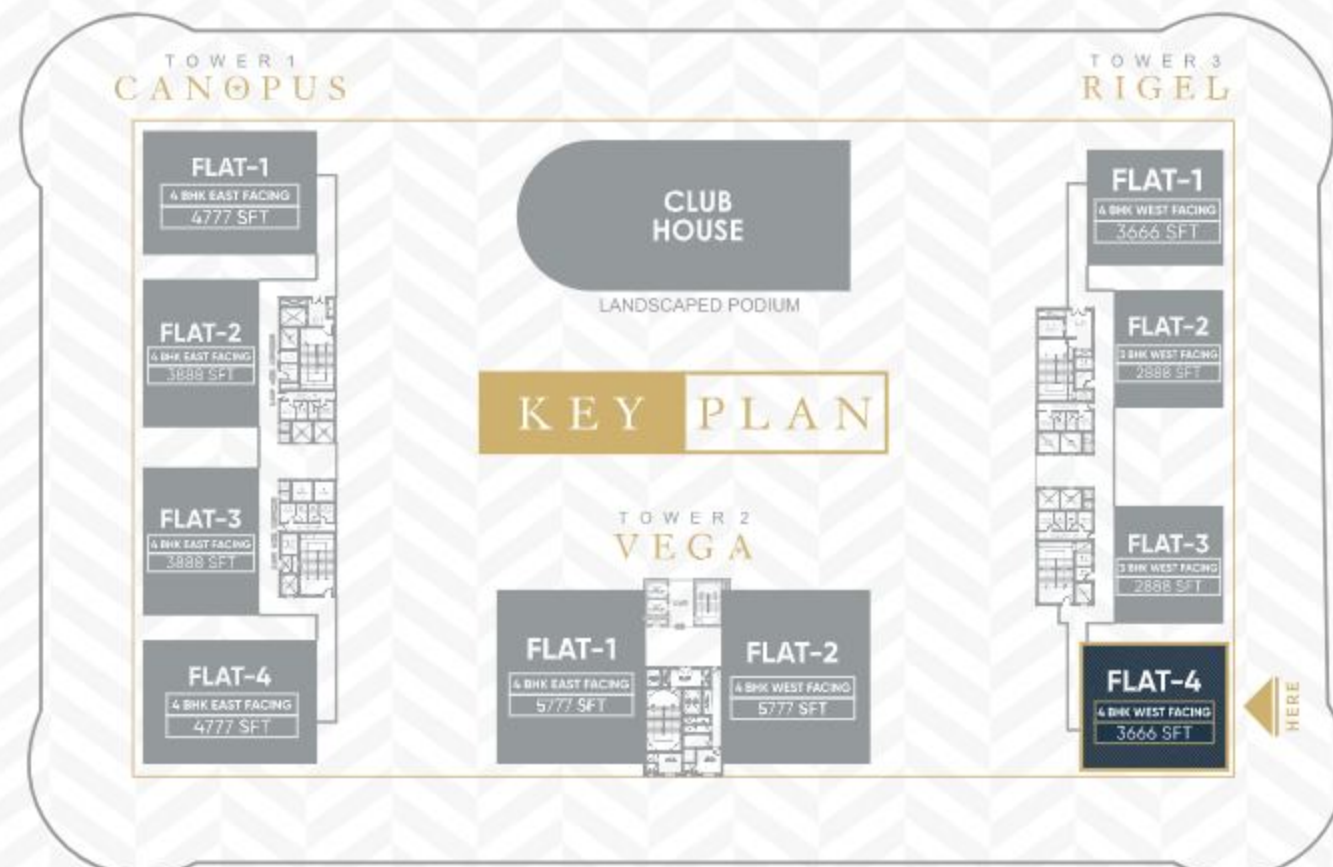 TOWER 1
CANOPUS
FLAT-1
4 BHK EAST FACING
4777 SFT
FLAT-2
4 BHK EAST FACING
3888 SFT
FLAT-3
4 BHK EAST FACING
3888 SFT
FLAT-4
4 BHK EAST FACING
4777 SFT
CLUB
HOUSE
LANDSCAPED PODIUM
KEY PLAN
TOWER 2
VEGA
FLAT-1
4 BHK EAST FACING
5777 SFT
FLAT-2
4 BHK WEST FACING
5777 SFT
TOWER 3
RIGEL
FLAT-1
4 BHK WEST FACING
3666 SFT
FLAT-2
3 BHK WEST FACING
2888 SFT
FLAT-3
3 BHK WEST FACING
2888 SFT
FLAT-4
4 BHK WEST FACING
3666 SFT
HERE